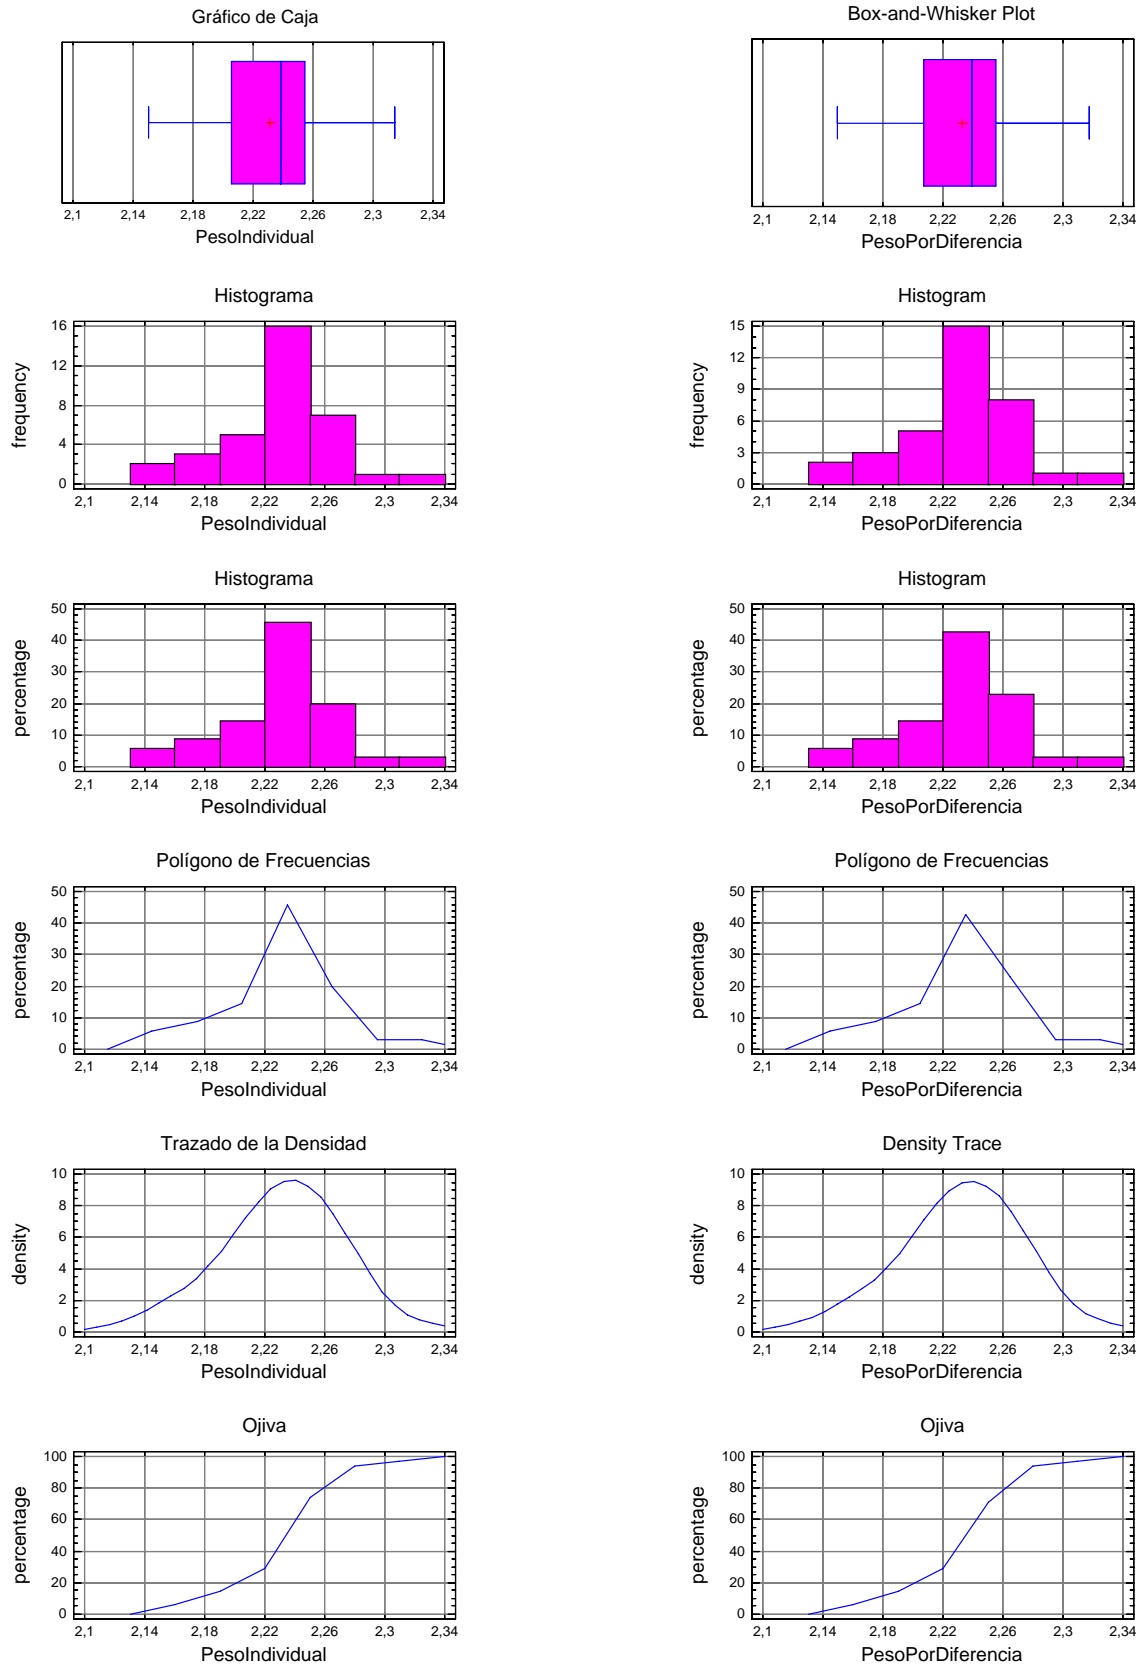 Gráfico de Caja
2,1 2,14 2,18 2,22 2,26 2,3 2,34
PesoIndividual
Box-and-Whisker Plot
2,1 2,14 2,18 2,22 2,26 2,3 2,34
PesoPorDiferencia
Histograma
frequency
16
12
8
4
0
2,1 2,14 2,18 2,22 2,26 2,3 2,34
PesoIndividual
Histogram
frequency
15
12
9
6
3
0
2,1 2,14 2,18 2,22 2,26 2,3 2,34
PesoPorDiferencia
Histograma
percentage
50
40
30
20
10
0
2,1 2,14 2,18 2,22 2,26 2,3 2,34
PesoIndividual
Histogram
percentage
50
40
30
20
10
0
2,1 2,14 2,18 2,22 2,26 2,3 2,34
PesoPorDiferencia
Polígono de Frecuencias
percentage
50
40
30
20
10
0
2,1 2,14 2,18 2,22 2,26 2,3 2,34
PesoIndividual
Polígono de Frecuencias
percentage
50
40
30
20
10
0
2,1 2,14 2,18 2,22 2,26 2,3 2,34
PesoPorDiferencia
Trazado de la Densidad
density
10
8
6
4
2
0
2,1 2,14 2,18 2,22 2,26 2,3 2,34
PesoIndividual
Density Trace
density
10
8
6
4
2
0
2,1 2,14 2,18 2,22 2,26 2,3 2,34
PesoPorDiferencia
Ojiva
percentage
100
80
60
40
20
0
2,1 2,14 2,18 2,22 2,26 2,3 2,34
PesoIndividual
Ojiva
percentage
100
80
60
40
20
0
2,1 2,14 2,18 2,22 2,26 2,3 2,34
PesoPorDiferencia